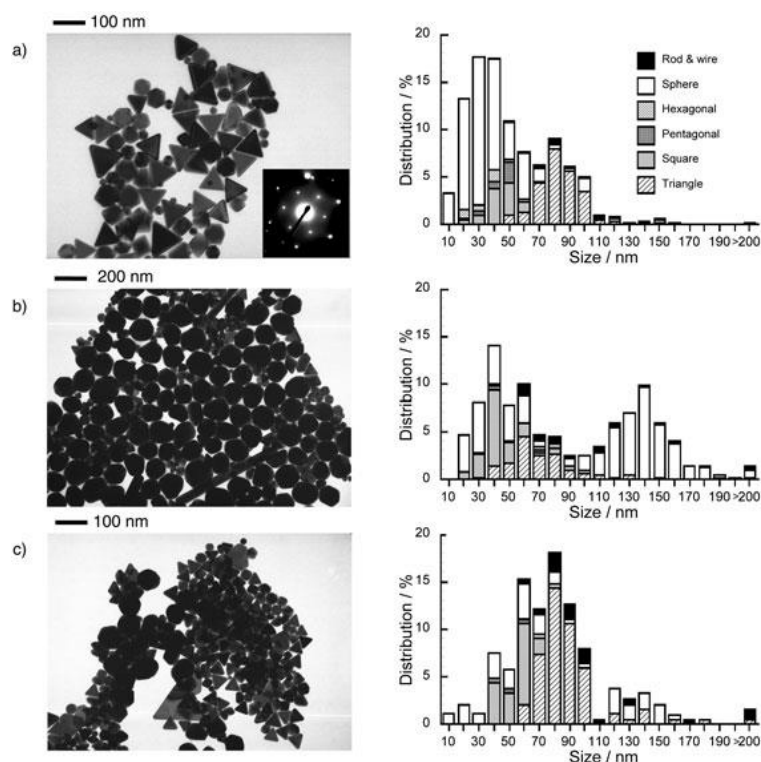 100 nm
a)
Distribution / %
20
15
10
5
0
Rod & wire
Sphere
Hexagonal
Pentagonal
Square
Triangle
10 30 50 70 90 110 130 150 170 190 >200
Size / nm
200 nm
b)
Distribution / %
20
15
10
5
0
10 30 50 70 90 110 130 150 170 190 >200
Size / nm
100 nm
c)
Distribution / %
20
15
10
5
0
10 30 50 70 90 110 130 150 170 190 >200
Size / nm